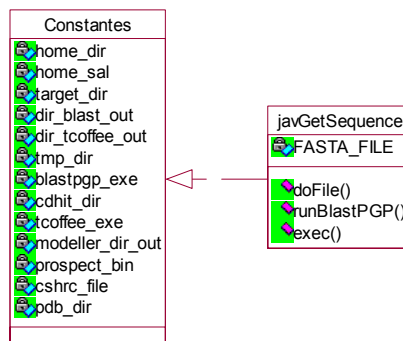 Constantes
home_dir
home_sal
target_dir
dir_blast_out
dir_tcoffee_out
tmp_dir
blastpgp_exe
cdhit_dir
tcoffee_exe
modeller_dir_out
prospect_bin
cshrc_file
pdb_dir
javGetSequence
FASTA_FILE
doFile()
runBlastPGP()
exec()